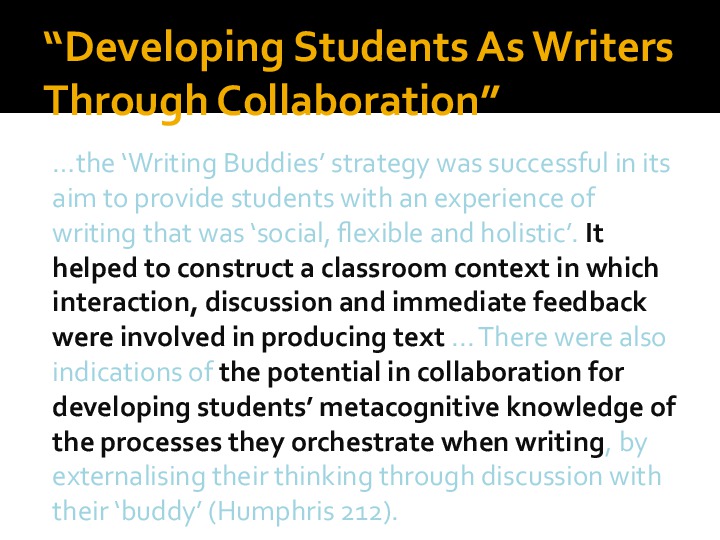 “Developing Students As Writers
Through Collaboration”
…the ‘Writing Buddies’ strategy was successful in its
aim to provide students with an experience of
writing that was ‘social, flexible and holistic’. It
helped to construct a classroom context in which
interaction, discussion and immediate feedback
were involved in producing text … There were also
indications of the potential in collaboration for
developing students’ metacognitive knowledge of
the processes they orchestrate when writing, by
externalising their thinking through discussion with
their ‘buddy’ (Humphris 212).